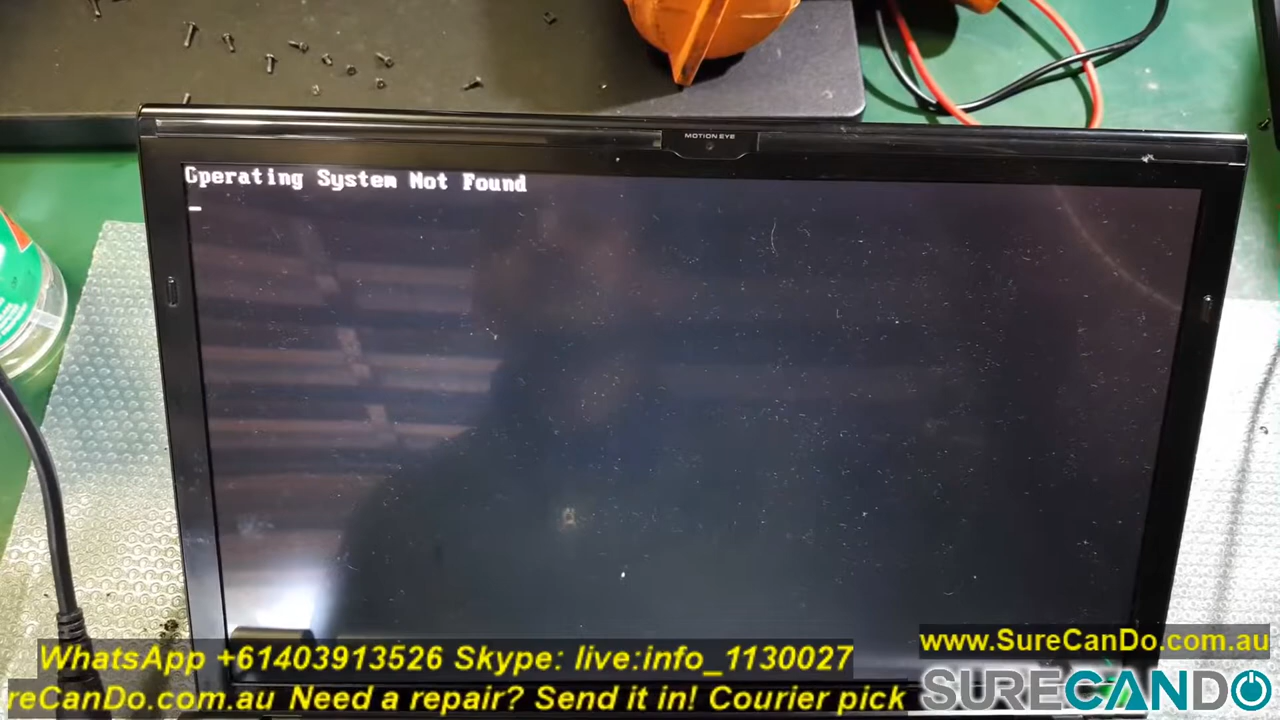 MOTION EYE
Operating System Not Found
WhatsApp +61403913526 Skype: live:info_1130027
www.SureCanDo.com.au
reCanDo.com.au Need a repair? Send it in! Courier pick
SURECANDO